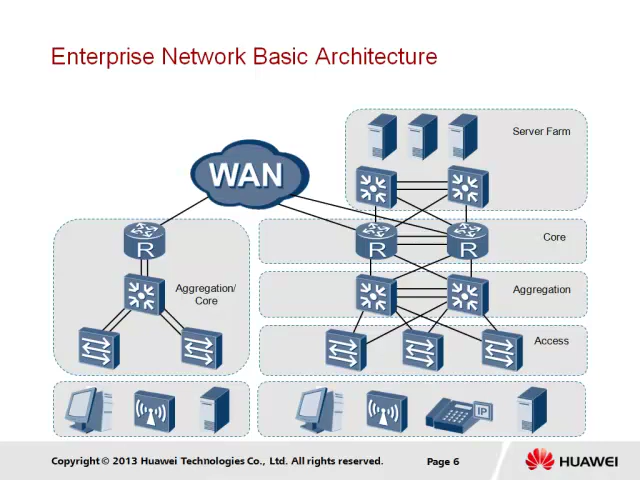 Enterprise Network Basic Architecture
Server Farm
WAN
R
R
R
Core
Aggregation/
Core
Aggregation
Access
IP
Copyright © 2013 Huawei Technologies Co., Ltd. All rights reserved.
Page 6
HUAWEI